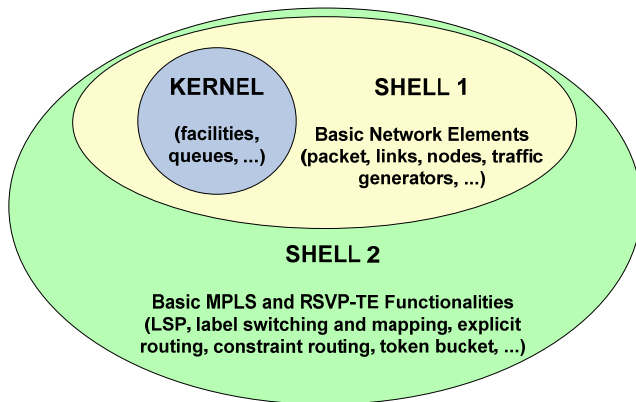 KERNEL
(facilities,
queues, ...)
SHELL 1
Basic Network Elements
(packet, links, nodes, traffic
generators, ...)
SHELL 2
Basic MPLS and RSVP-TE Functionalities
(LSP, label switching and mapping, explicit
routing, constraint routing, token bucket, ...)